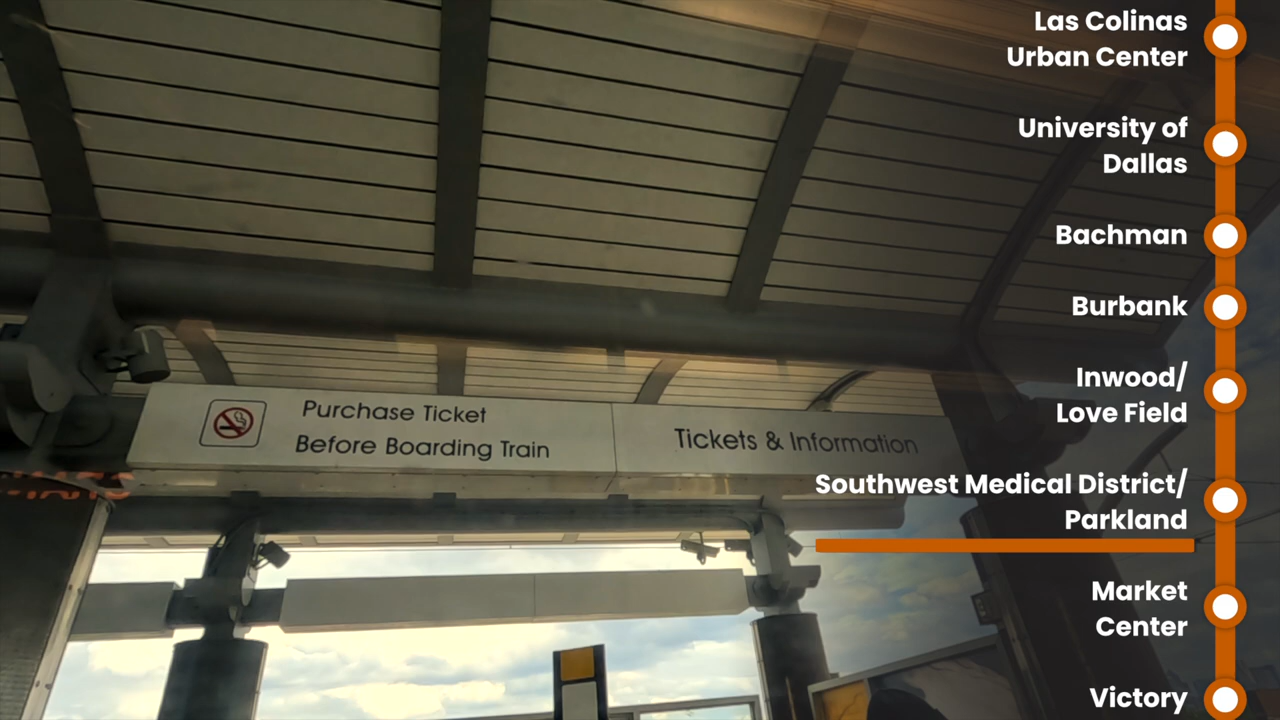 Las Colinas
Urban Center
University of
Dallas
Bachman
Burbank
Inwood/
Love Field
Purchase Ticket
Before Boarding Train
Tickets & Information
Southwest Medical District/
Parkland
Market
Center
Victory